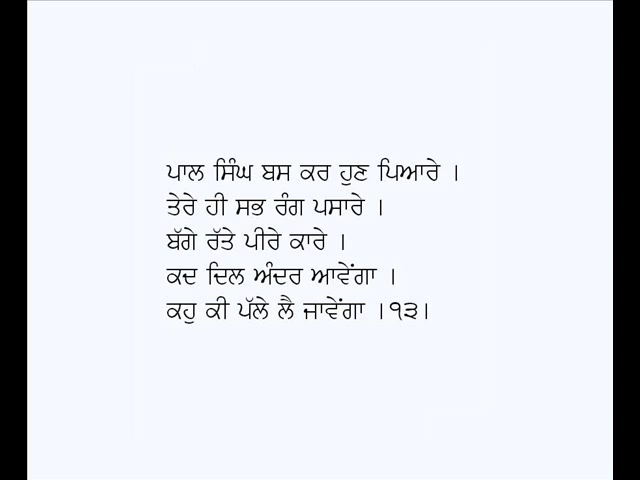 ਪਾਲ ਸਿੰਘ ਬਸ ਕਰ ਹੁਣ ਪਿਆਰੇ ।
ਤੇਰੇ ਹੀ ਸਭ ਰੰਗ ਪਸਾਰੇ ।
ਬੱਗੇ ਰੱਤੇ ਪੀਰੇ ਕਾਰੇ ।
ਕਦ ਦਿਲ ਅੰਦਰ ਆਵੇਂਗਾ ।
ਕਹੁ ਕੀ ਪੱਲੇ ਲੈ ਜਾਵੇਂਗਾ ।੧੩।